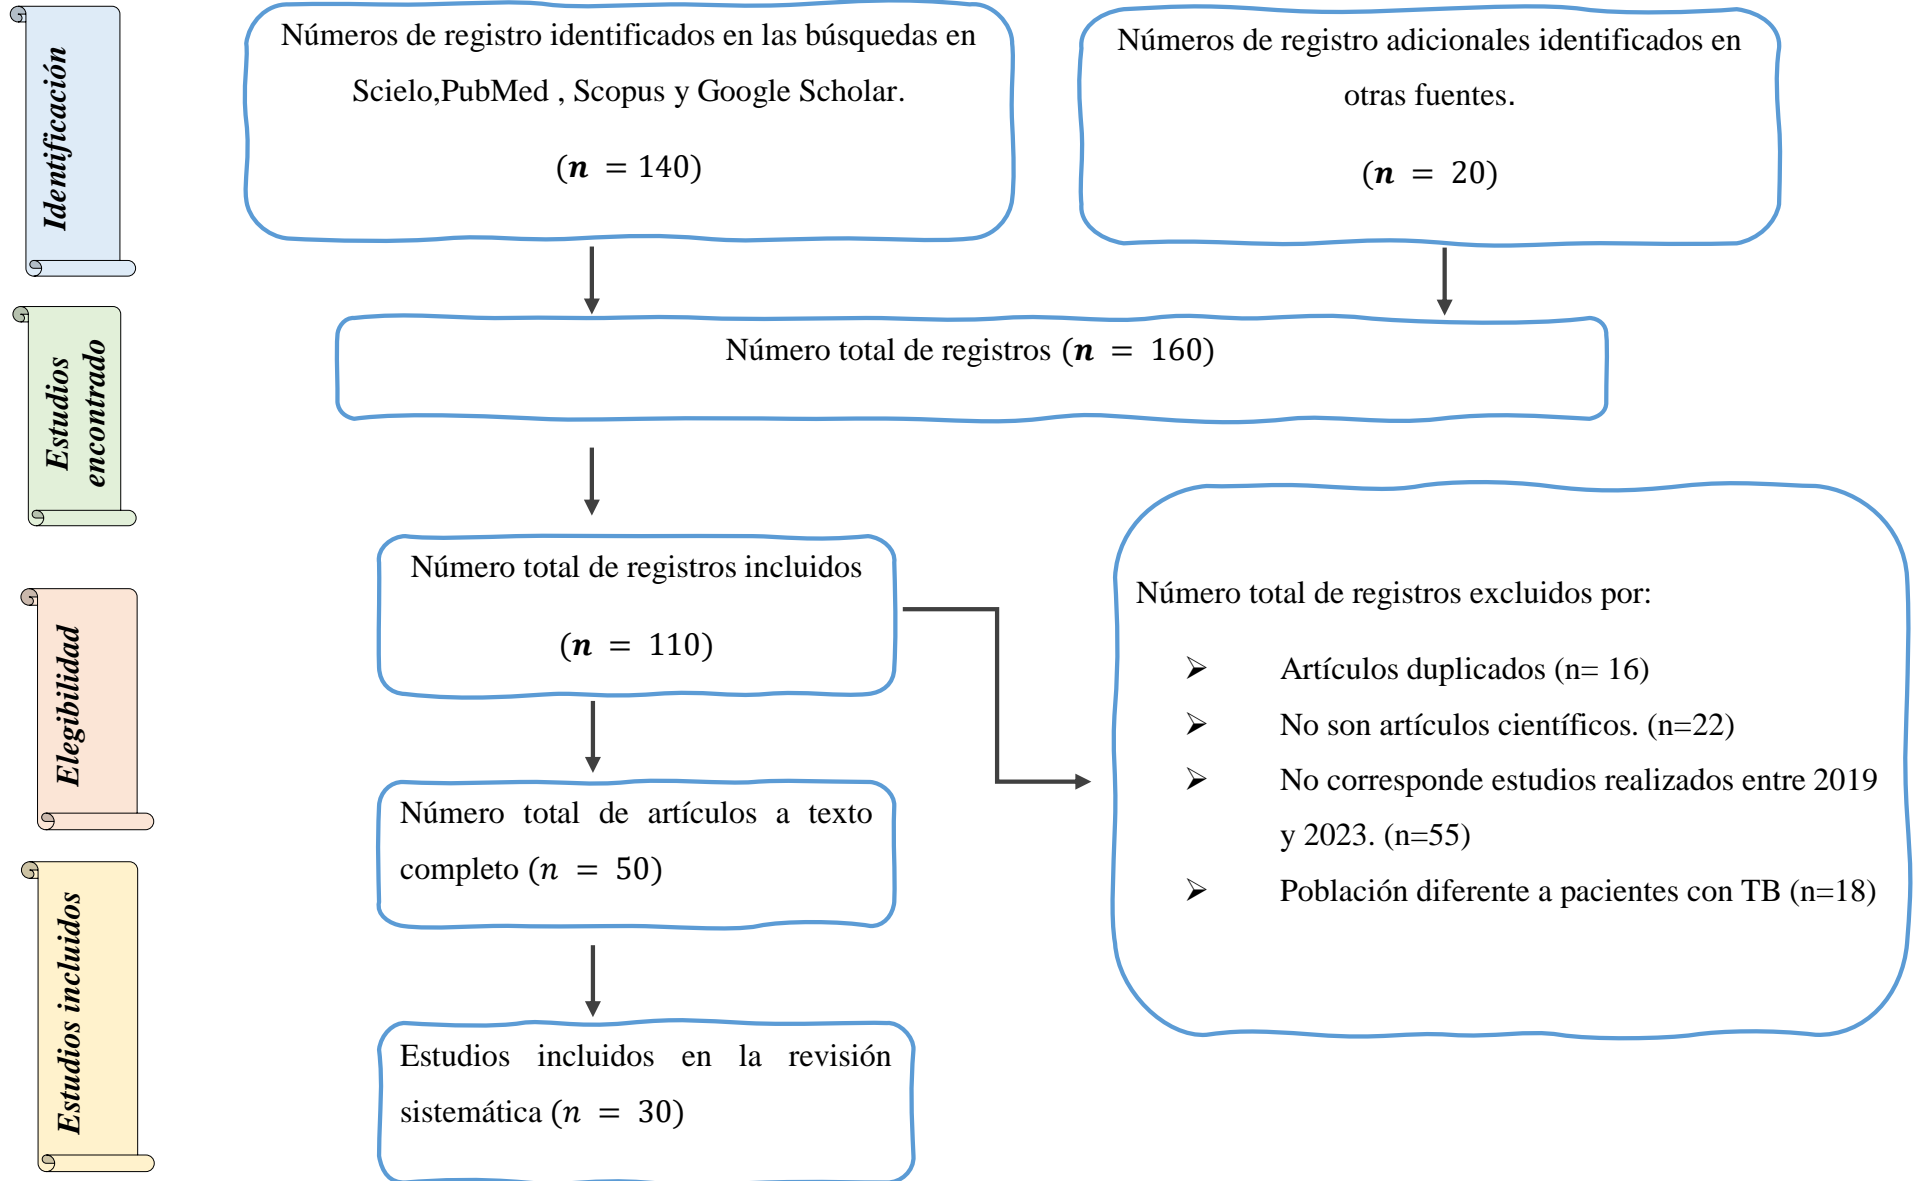 Identificación
Números de registro identificados en las búsquedas en
Scielo,PubMed , Scopus y Google Scholar.
(n = 140)
Números de registro adicionales identificados en
otras fuentes.
(n = 20)
Estudios
encontrado
Número total de registros (n = 160)
Elegibilidad
Número total de registros incluidos
(n = 110)
Número total de registros excluidos por:
➢ Artículos duplicados (n= 16)
➢ No son artículos científicos. (n=22)
➢ No corresponde estudios realizados entre 2019
y 2023. (n=55)
➢ Población diferente a pacientes con TB (n=18)
Número total de artículos a texto
completo (n = 50)
Estudios incluidos
Estudios incluidos en la revisión
sistemática (n = 30)